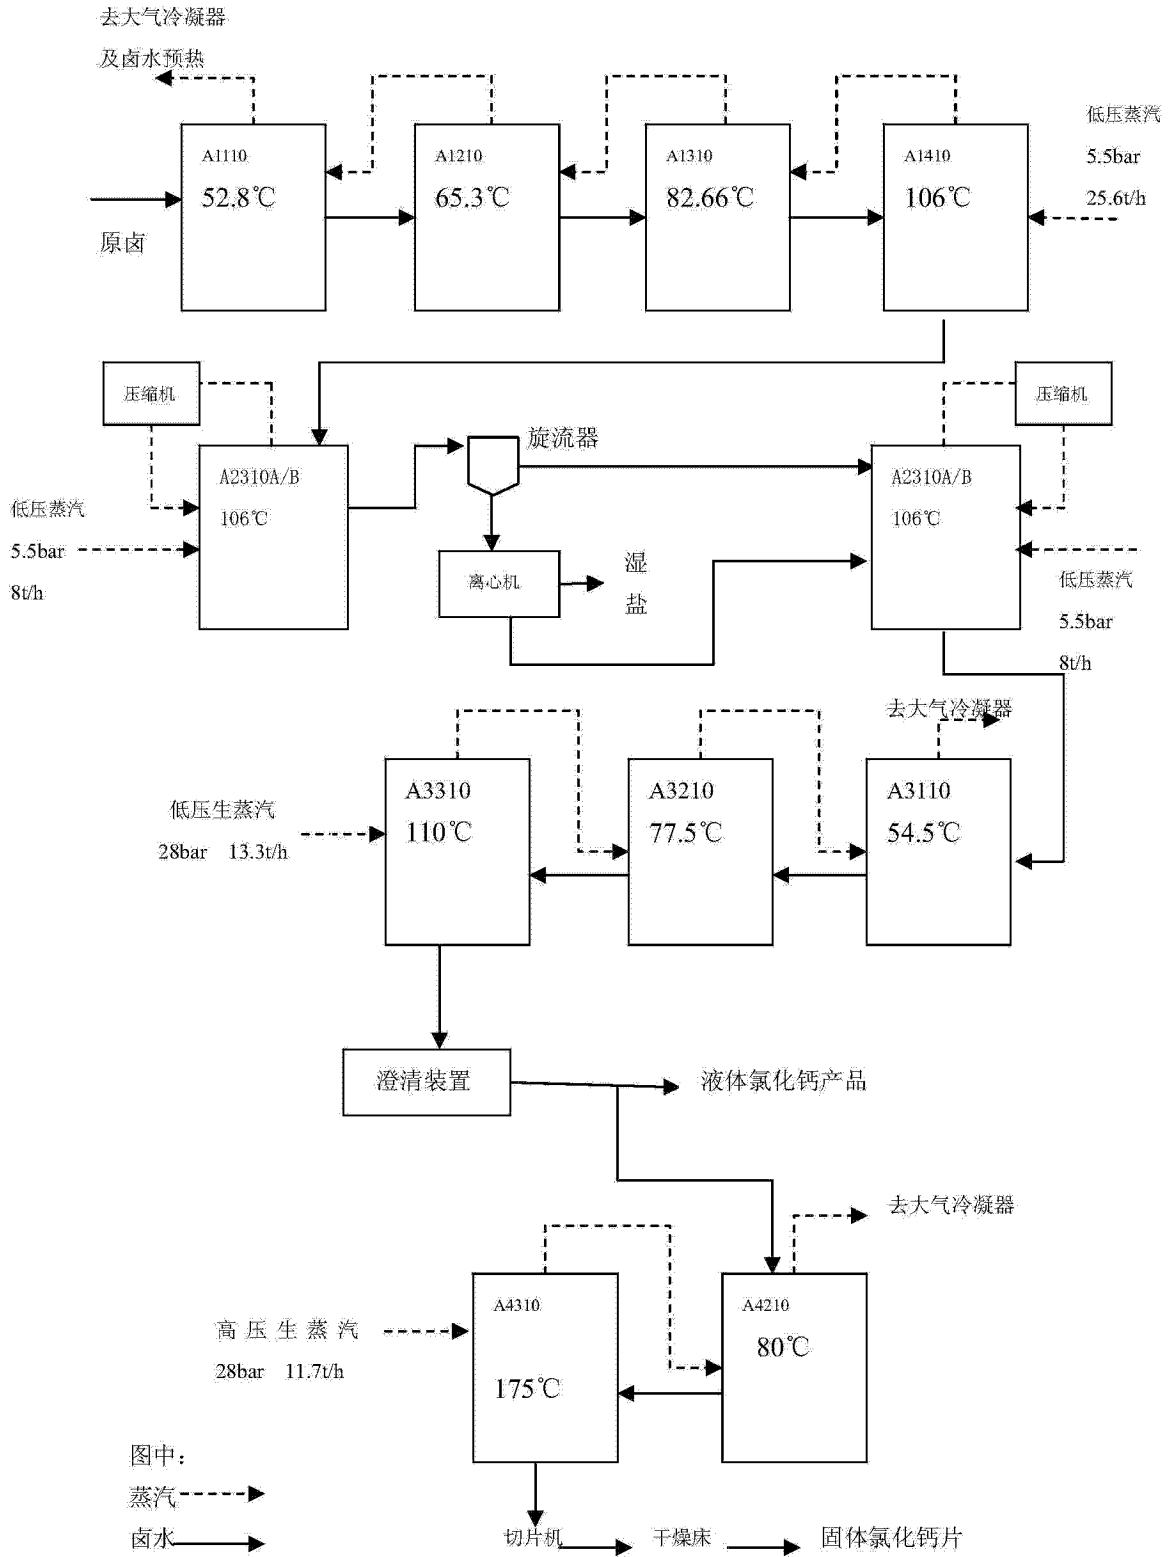 去大气冷凝器
及卤水预热
A1110
52.8℃
A1210
65.3℃
A1310
82.66℃
A1410
106℃
低压蒸汽
5.5bar
25.6t/h
原卤
压缩机
压缩机
旋流器
A2310A/B
106℃
A2310A/B
106℃
低压蒸汽
5.5bar
8t/h
离心机
湿
盐
低压蒸汽
5.5bar
8t/h
去大气冷凝器
A3310
110℃
A3210
77.5℃
A3110
54.5℃
低压生蒸汽
28bar 13.3t/h
澄清装置
液体氯化钙产品
去大气冷凝器
A4310
175℃
A4210
80℃
高压生蒸汽
28bar 11.7t/h
图中：
蒸汽
卤水
切片机
干燥床
固体氯化钙片